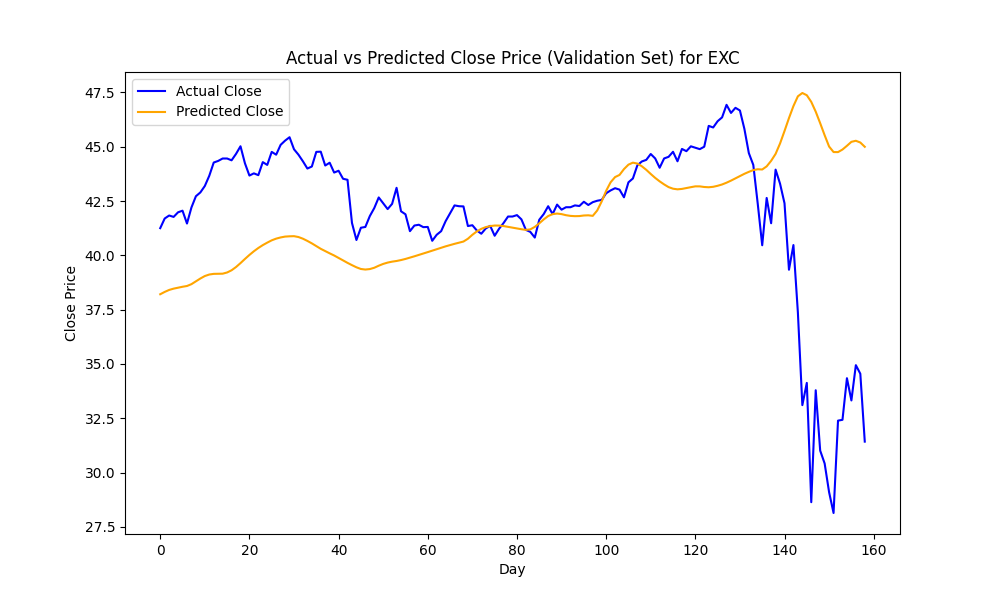 Actual vs Predicted Close Price (Validation Set) for EXC
Actual Close
Predicted Close
47.5
45.0
42.5
40.0
37.5
35.0
32.5
30.0
27.5
Close Price
0 20 40 60 80 100 120 140 160
Day